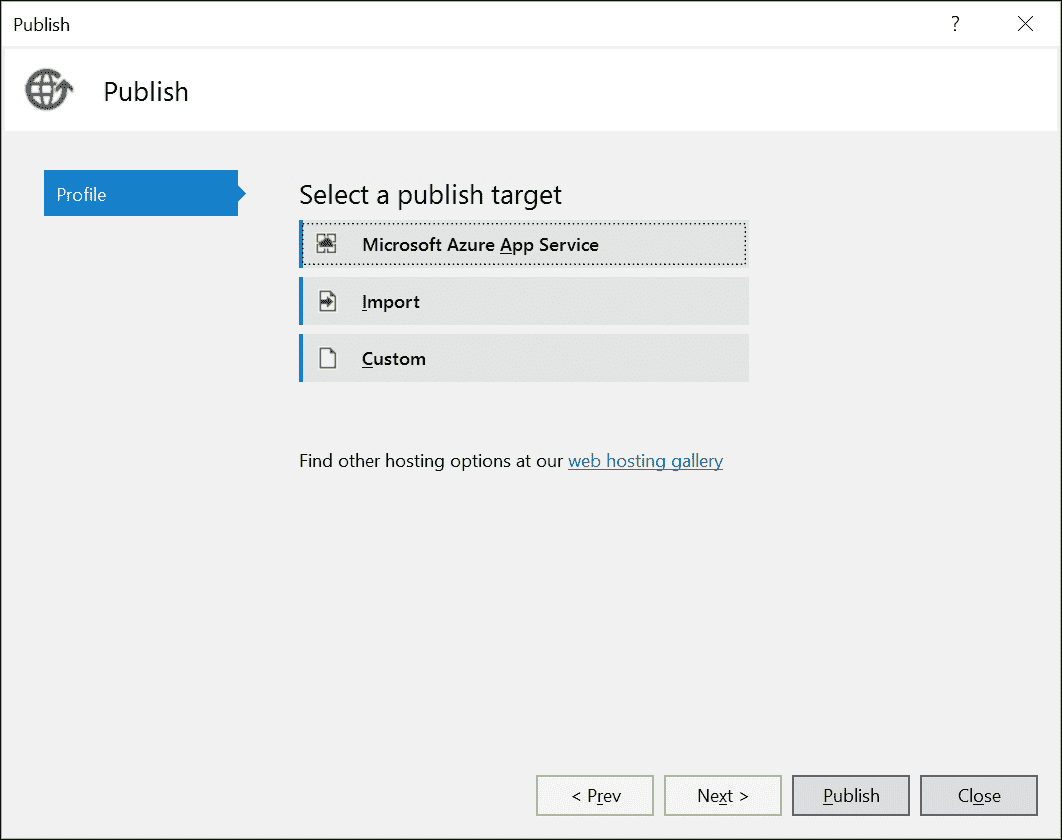 Publish
?
Publish
Profile
Select a publish target
Microsoft Azure App Service
Import
Custom
Find other hosting options at our web hosting gallery
< Prev
Next >
Publish
Close